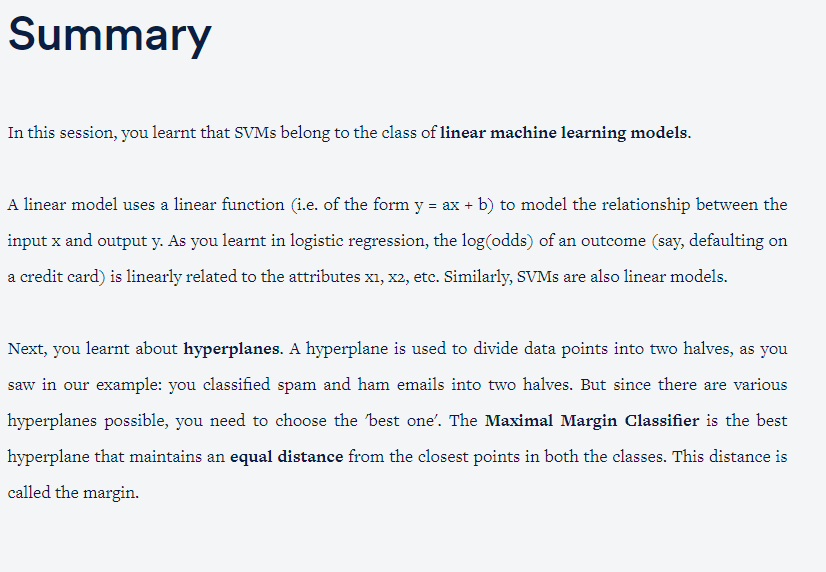 Summary
In this session, you learnt that SVMs belong to the class of linear machine learning models.
A linear model uses a linear function (i.e. of the form y = ax + b) to model the relationship between the
input x and output y. As you learnt in logistic regression, the log(odds) of an outcome (say, defaulting on
a credit card) is linearly related to the attributes x1, x2, etc. Similarly, SVMs are also linear models.
Next, you learnt about hyperplanes. A hyperplane is used to divide data points into two halves, as you
saw in our example: you classified spam and ham emails into two halves. But since there are various
hyperplanes possible, you need to choose the 'best one'. The Maximal Margin Classifier is the best
hyperplane that maintains an equal distance from the closest points in both the classes. This distance is
called the margin.